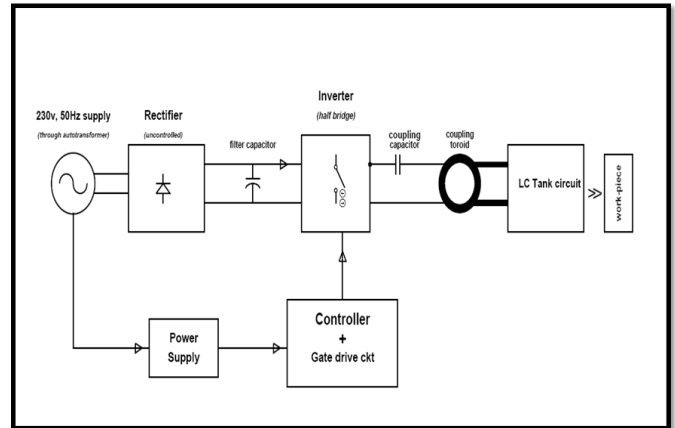 230v, 50Hz supply
(through autotransformer)
Rectifier
(uncontrolled)
filter capacitor
Inverter
(half bridge)
coupling
capacitor
coupling
toroid
LC Tank circuit
work-piece
Power
Supply
Controller
+
Gate drive ckt